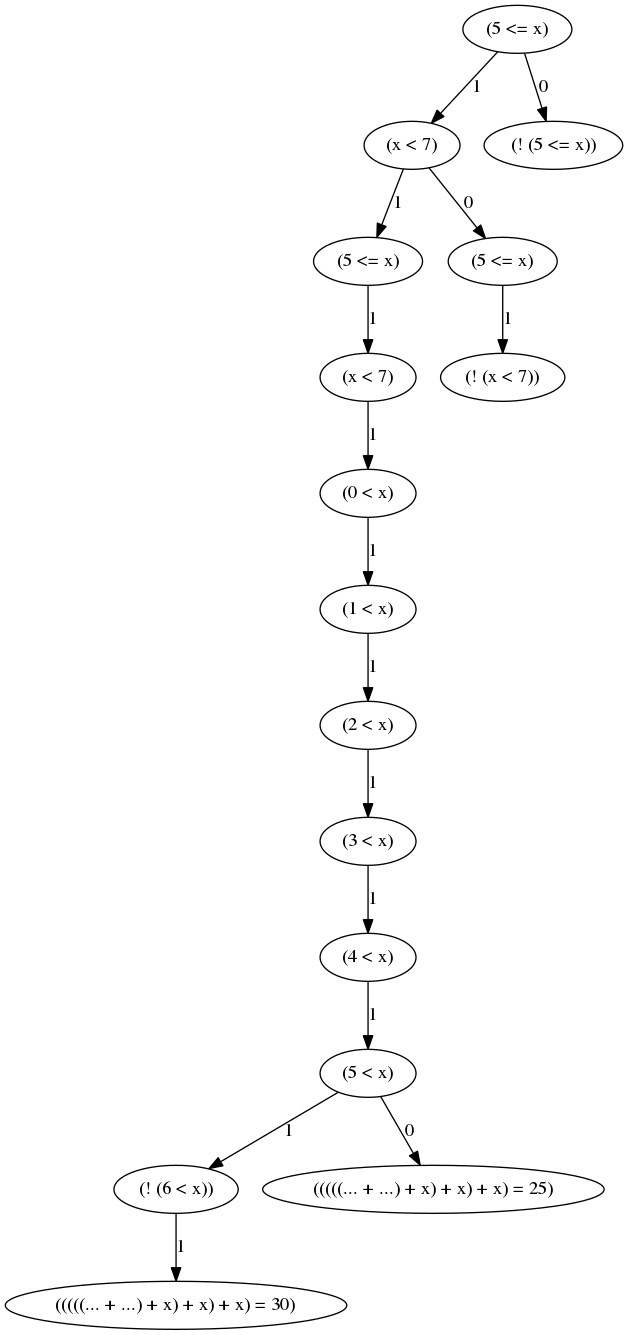 (5 <= x)
1
0
(x < 7)
(! (5 <= x))
1
0
(5 <= x)
(5 <= x)
1
1
(x < 7)
(! (x < 7))
1
(0 < x)
1
(1 < x)
1
(2 < x)
1
(3 < x)
1
(4 < x)
1
(5 < x)
1
0
(! (6 < x))
(((((... + ...) + x) + x) + x) = 25)
1
(((((... + ...) + x) + x) + x) = 30)